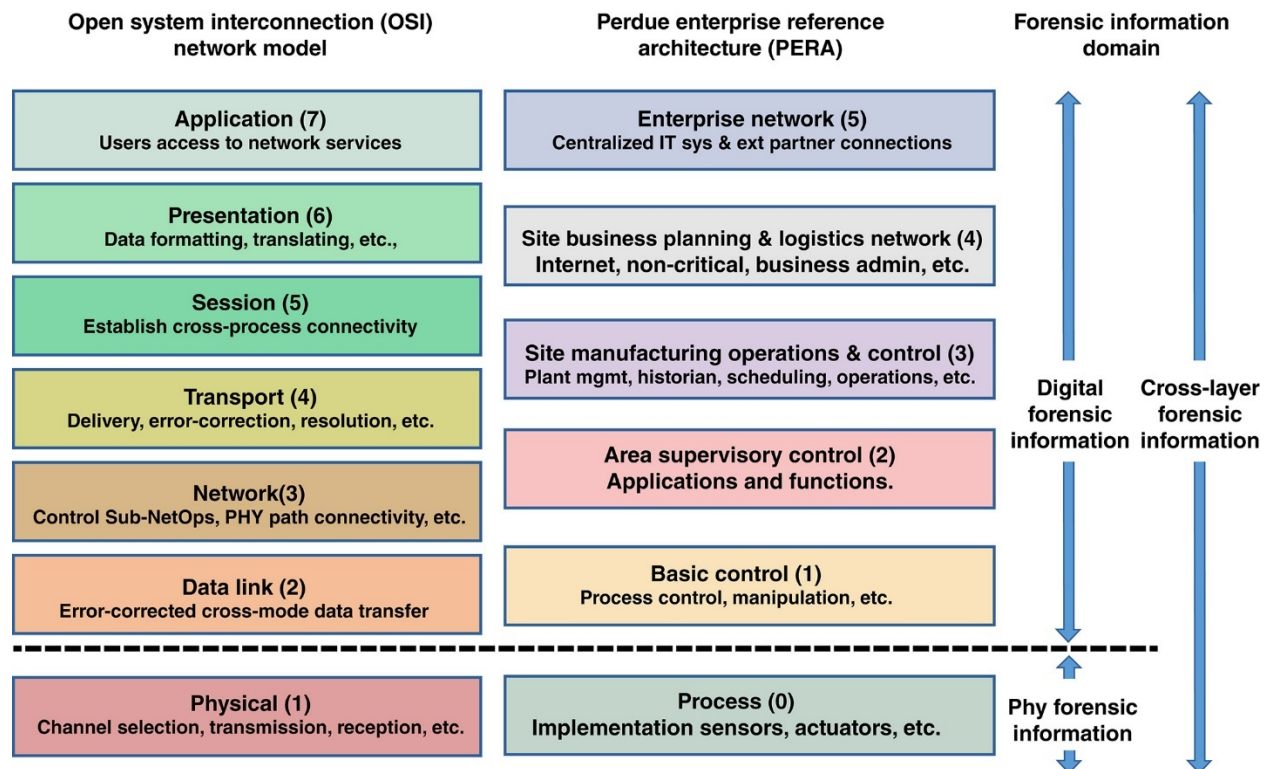 Open system interconnection (OSI)
network model
Perdue enterprise reference
architecture (PERA)
Forensic information
domain
Application (7)
Users access to network services
Presentation (6)
Data formatting, translating, etc.,
Session (5)
Establish cross-process connectivity
Transport (4)
Delivery, error-correction, resolution, etc.
Network(3)
Control Sub-NetOps, PHY path connectivity, etc.
Data link (2)
Error-corrected cross-mode data transfer
Physical (1)
Channel selection, transmission, reception, etc.
Enterprise network (5)
Centralized IT sys & ext partner connections
Site business planning & logistics network (4)
Internet, non-critical, business admin, etc.
Site manufacturing operations & control (3)
Plant mgmt, historian, scheduling, operations, etc.
Area supervisory control (2)
Applications and functions.
Basic control (1)
Process control, manipulation, etc.
Process (0)
Implementation sensors, actuators, etc.
Digital
forensic
information
Cross-layer
forensic
information
Phy forensic
information